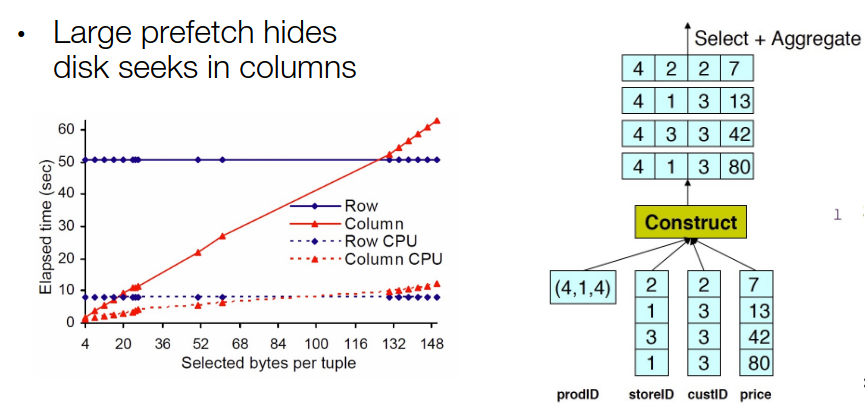 • Large prefetch hides
disk seeks in columns
Elapsed time (sec)
60
50
40
30
20
10
0
4 20 36 52 68 84 100 116 132 148
Selected bytes per tuple
Row
Column
Row CPU
Column CPU
Select + Aggregate
4 2 2 7
4 1 3 13
4 3 3 42
4 1 3 80
Construct
1
(4,1,4) 2 2 7
1 3 13
3 3 42
1 3 80
prodID storeID custID price